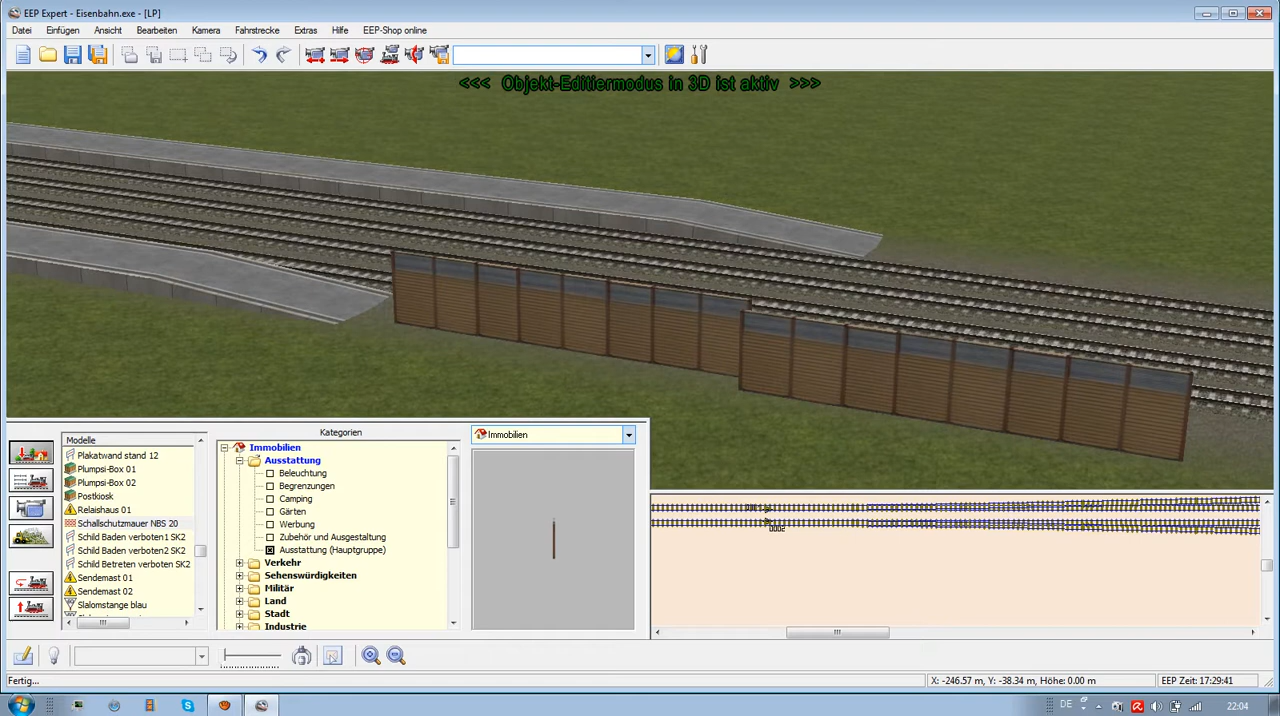 EEP Expert - Eisenbahn.exe - [LP]
Datei Einfügen Ansicht Bearbeiten Kamera Fahrstrecke Extras Hilfe EEP-Shop online
<<< Objekt-Editiermodus in 3D ist aktiv >>>
Modelle
Plakatwand stand 12
Plumpsi-Box 01
Plumpsi-Box 02
Postkiosk
Relaishaus 01
Schallschutzmauer NBS 20
Schild Baden verboten1 SK2
Schild Baden verboten2 SK2
Schild Betreten verboten SK2
Sendemast 01
Sendemast 02
Slalomstange blau
Kategorien
Immobilien
Ausstattung
Beleuchtung
Begrenzungen
Camping
Gärten
Werbung
Zubehör und Ausgestaltung
Ausstattung (Hauptgruppe)
Verkehr
Sehenswürdigkeiten
Militär
Land
Stadt
Industrie
Immobilien
Fertig...
X: -246.57 m, Y: -38.34 m, Höhe: 0.00 m
EEP Zeit: 17:29:41
DE
22:04